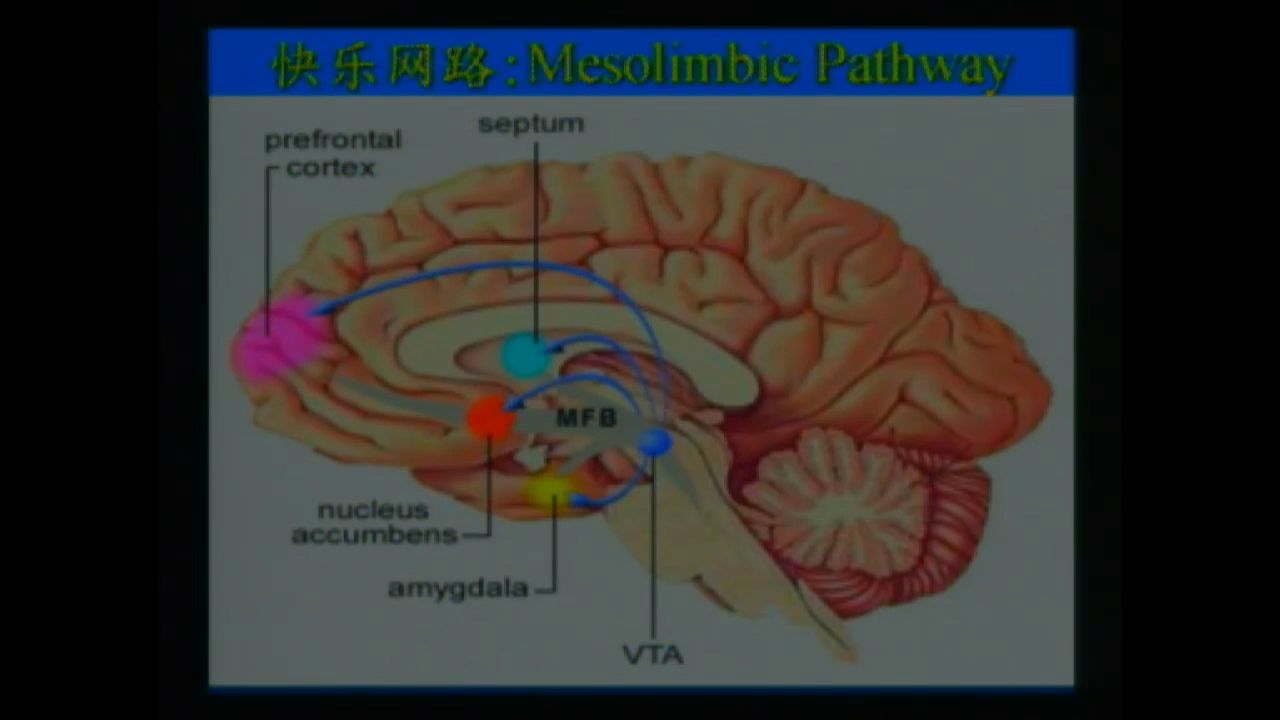 快乐网路:Mesolimbic Pathway
septum
prefrontal
cortex
MFB
nucleus
accumbens
amygdala
VTA